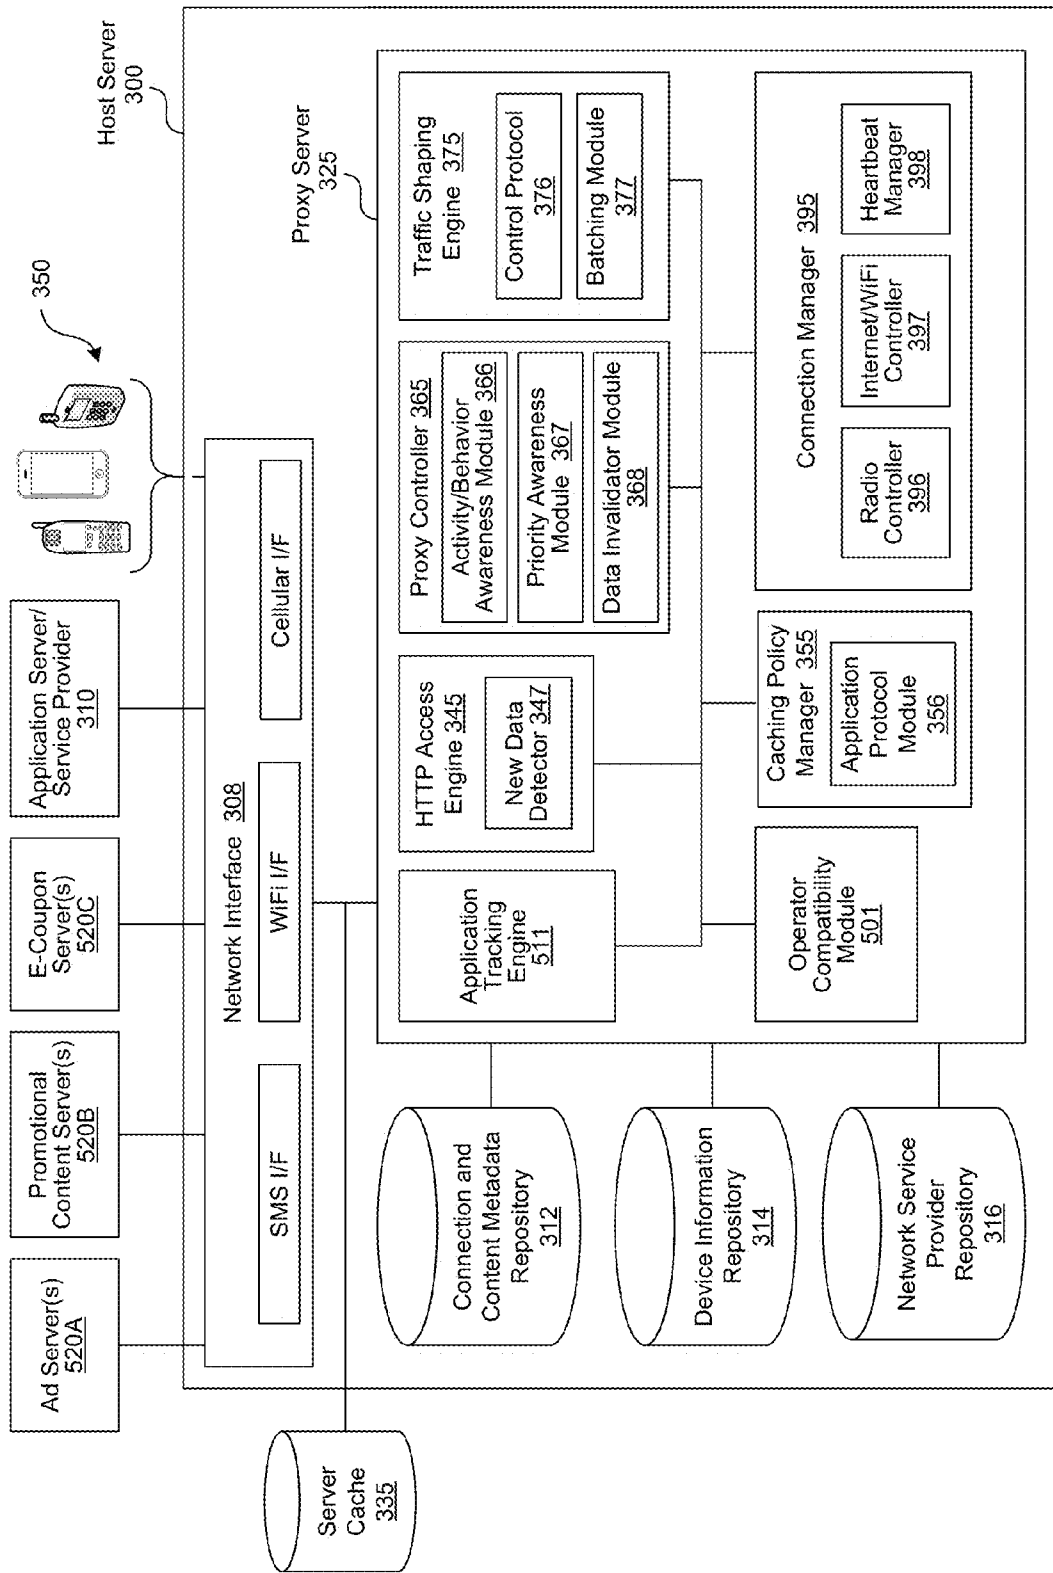 Host Server
300
350
Ad Server(s)
520A
Promotional
Content Server(s)
520B
E-Coupon
Server(s)
520C
Application Server/
Service Provider
310
Network Interface 308
SMS I/F
WiFi I/F
Cellular I/F
Server
Cache
335
Proxy Server
325
Connection and
Content Metadata
Repository
312
Device Information
Repository
314
Network Service
Provider
Repository
316
Application
Tracking
Engine
511
HTTP Access
Engine 345
New Data
Detector 347
Proxy Controller 365
Activity/Behavior
Awareness Module 366
Priority Awareness
Module 367
Data Invalidator Module
368
Traffic Shaping
Engine 375
Control Protocol
376
Batching Module
377
Operator
Compatibility
Module
501
Caching Policy
Manager 355
Application
Protocol
Module
356
Connection Manager 395
Radio
Controller
396
Internet/WiFi
Controller
397
Heartbeat
Manager
398